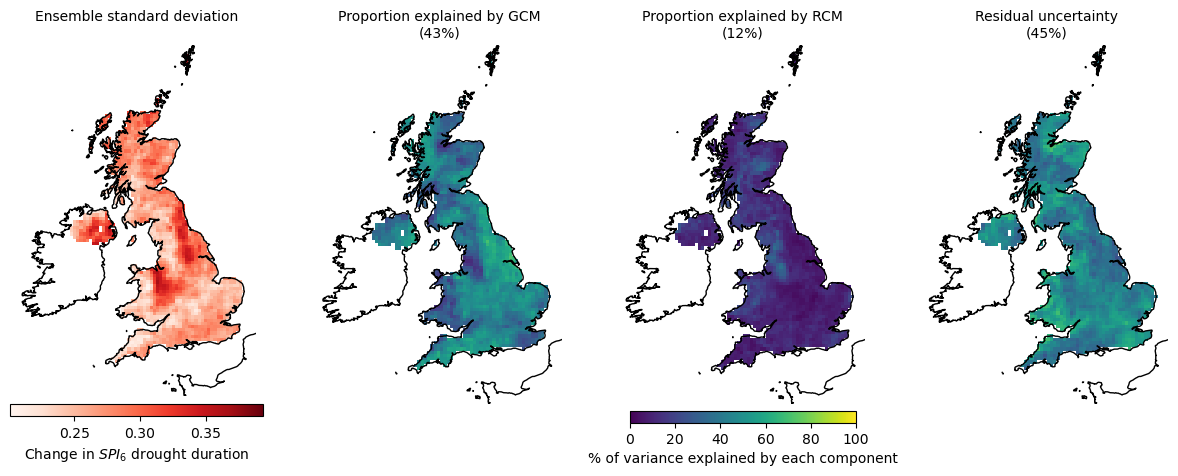 Ensemble standard deviation
Proportion explained by GCM
(43%)
Proportion explained by RCM
(12%)
Residual uncertainty
(45%)
0.25 0.30 0.35
Change in SPI6 drought duration
0 20 40 60 80 100
% of variance explained by each component